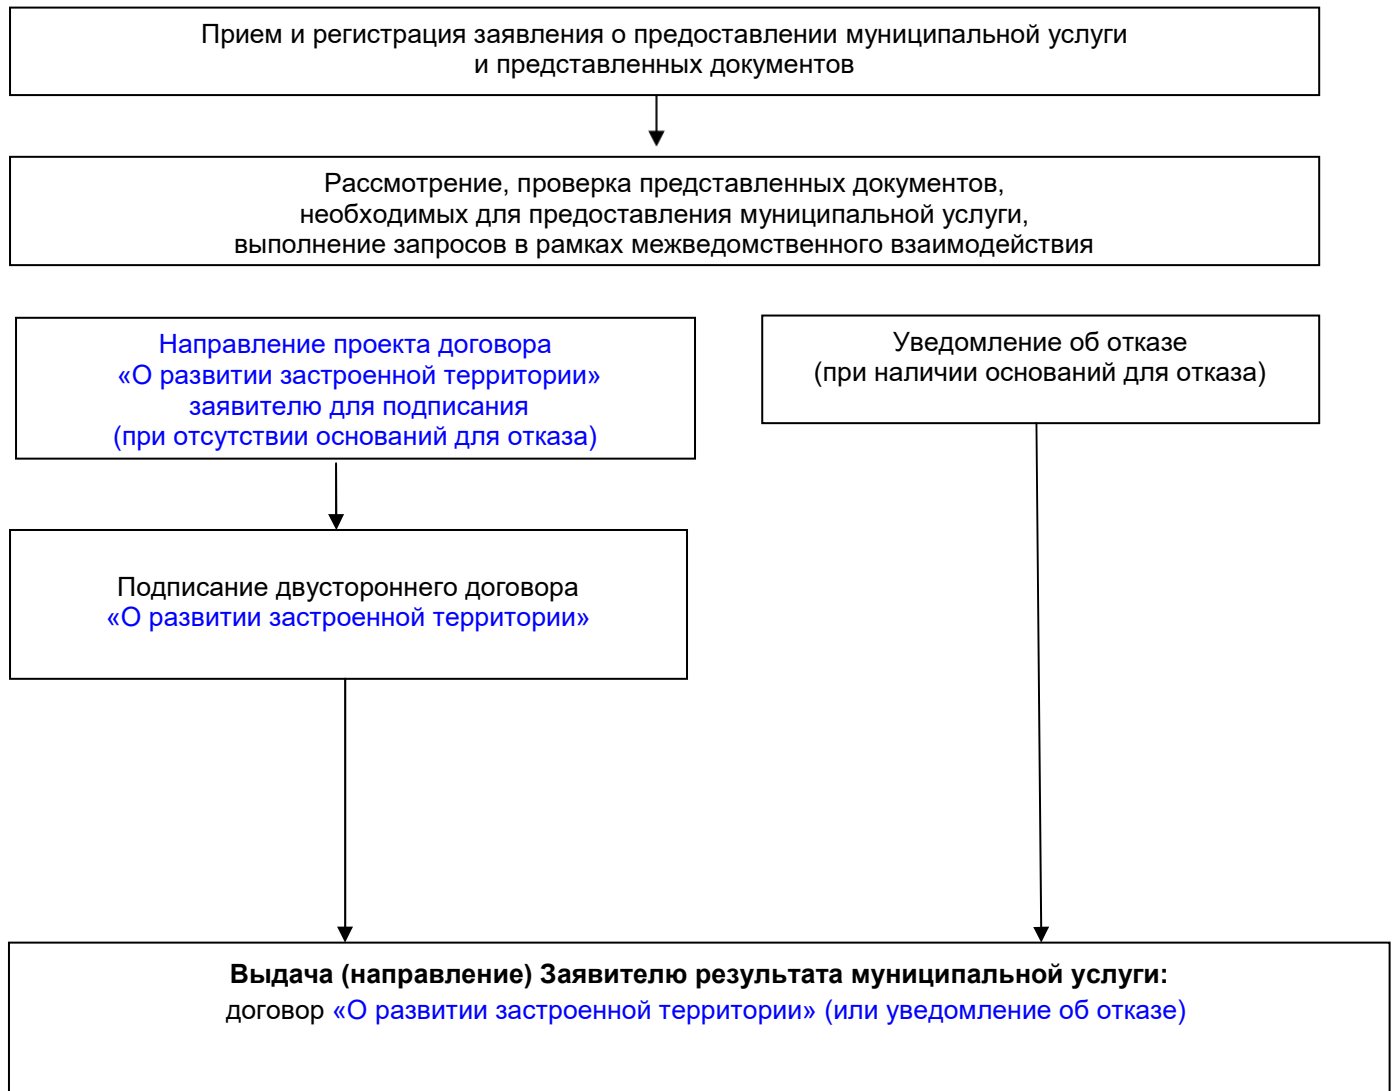 Прием и регистрация заявления о предоставлении муниципальной услуги
и представленных документов
Рассмотрение, проверка представленных документов,
необходимых для предоставления муниципальной услуги,
выполнение запросов в рамках межведомственного взаимодействия
Направление проекта договора
«О развитии застроенной территории»
заявителю для подписания
(при отсутствии оснований для отказа)
Уведомление об отказе
(при наличии оснований для отказа)
Подписание двустороннего договора
«О развитии застроенной территории»
Выдача (направление) Заявителю результата муниципальной услуги:
договор «О развитии застроенной территории» (или уведомление об отказе)